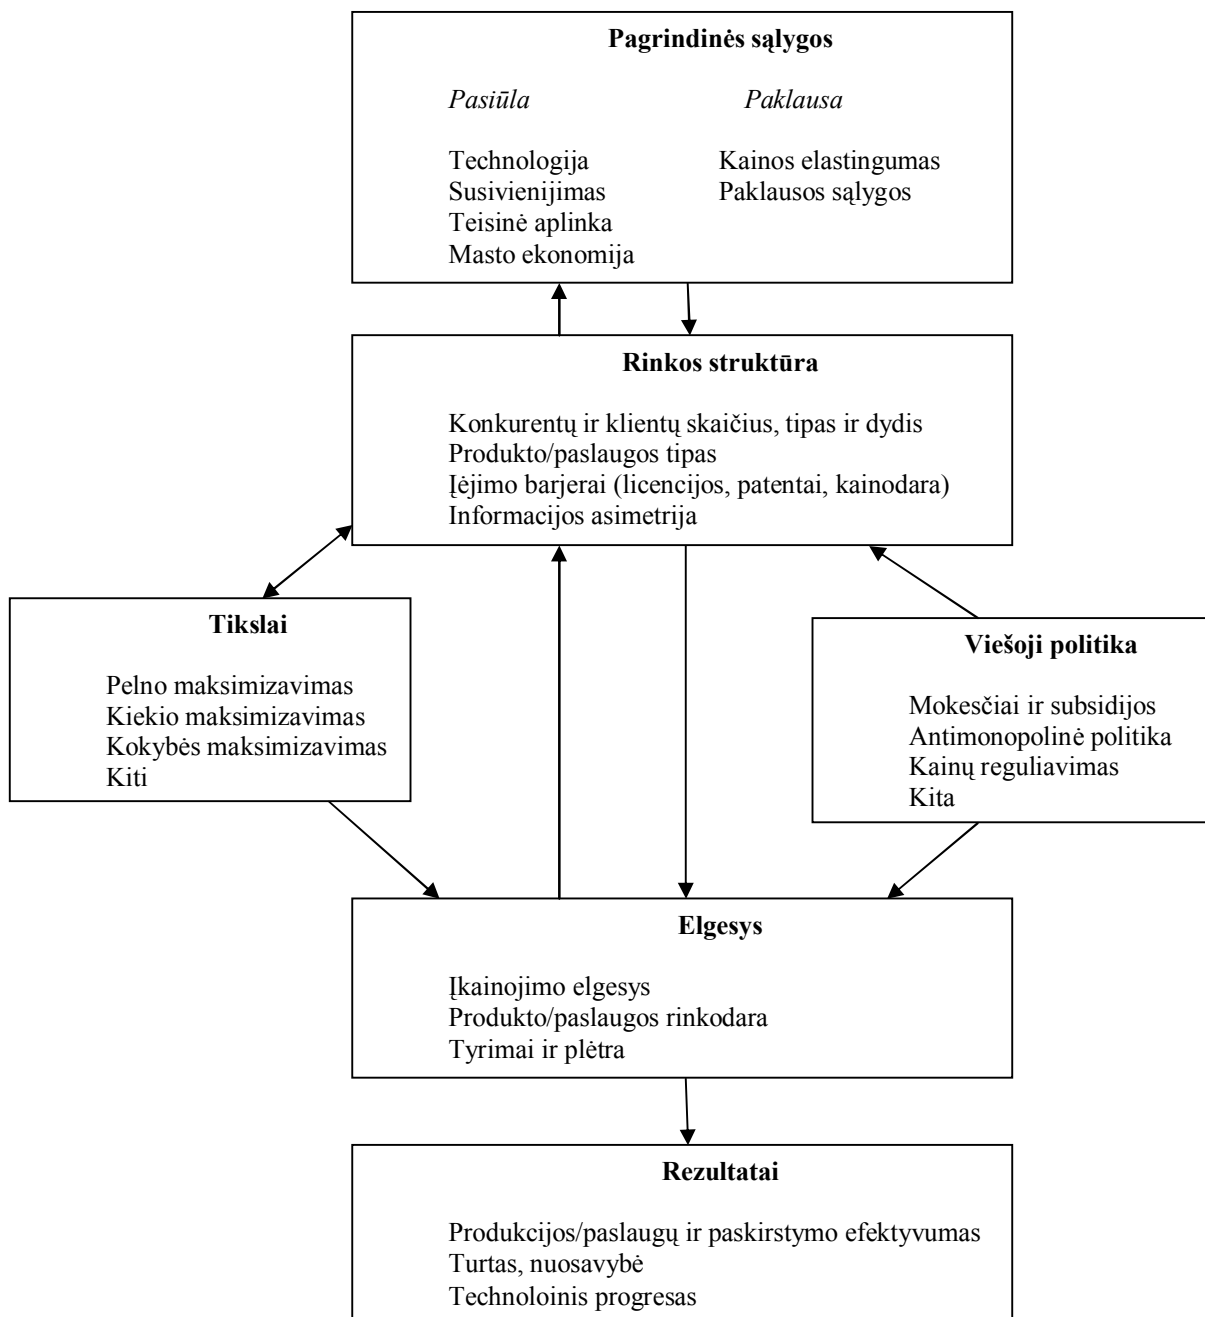 Pagrindinės sąlygos
Pasiūla Paklausa
Technologija Kainos elastingumas
Susivienijimas Paklausos sąlygos
Teisinė aplinka
Masto ekonomija
Rinkos struktūra
Konkurentų ir klientų skaičius, tipas ir dydis
Produkto/paslaugos tipas
Įėjimo barjerai (licencijos, patentai, kainodara)
Informacijos asimetrija
Tikslai
Pelno maksimizavimas
Kiekio maksimizavimas
Kokybės maksimizavimas
Kiti
Viešoji politika
Mokesčiai ir subsidijos
Antimonopolinė politika
Kainų reguliavimas
Kita
Elgesys
Įkainojimo elgesys
Produkto/paslaugos rinkodara
Tyrimai ir plėtra
Rezultatai
Produkcijos/paslaugų ir paskirstymo efektyvumas
Turtas, nuosavybė
Technoloinis progresas